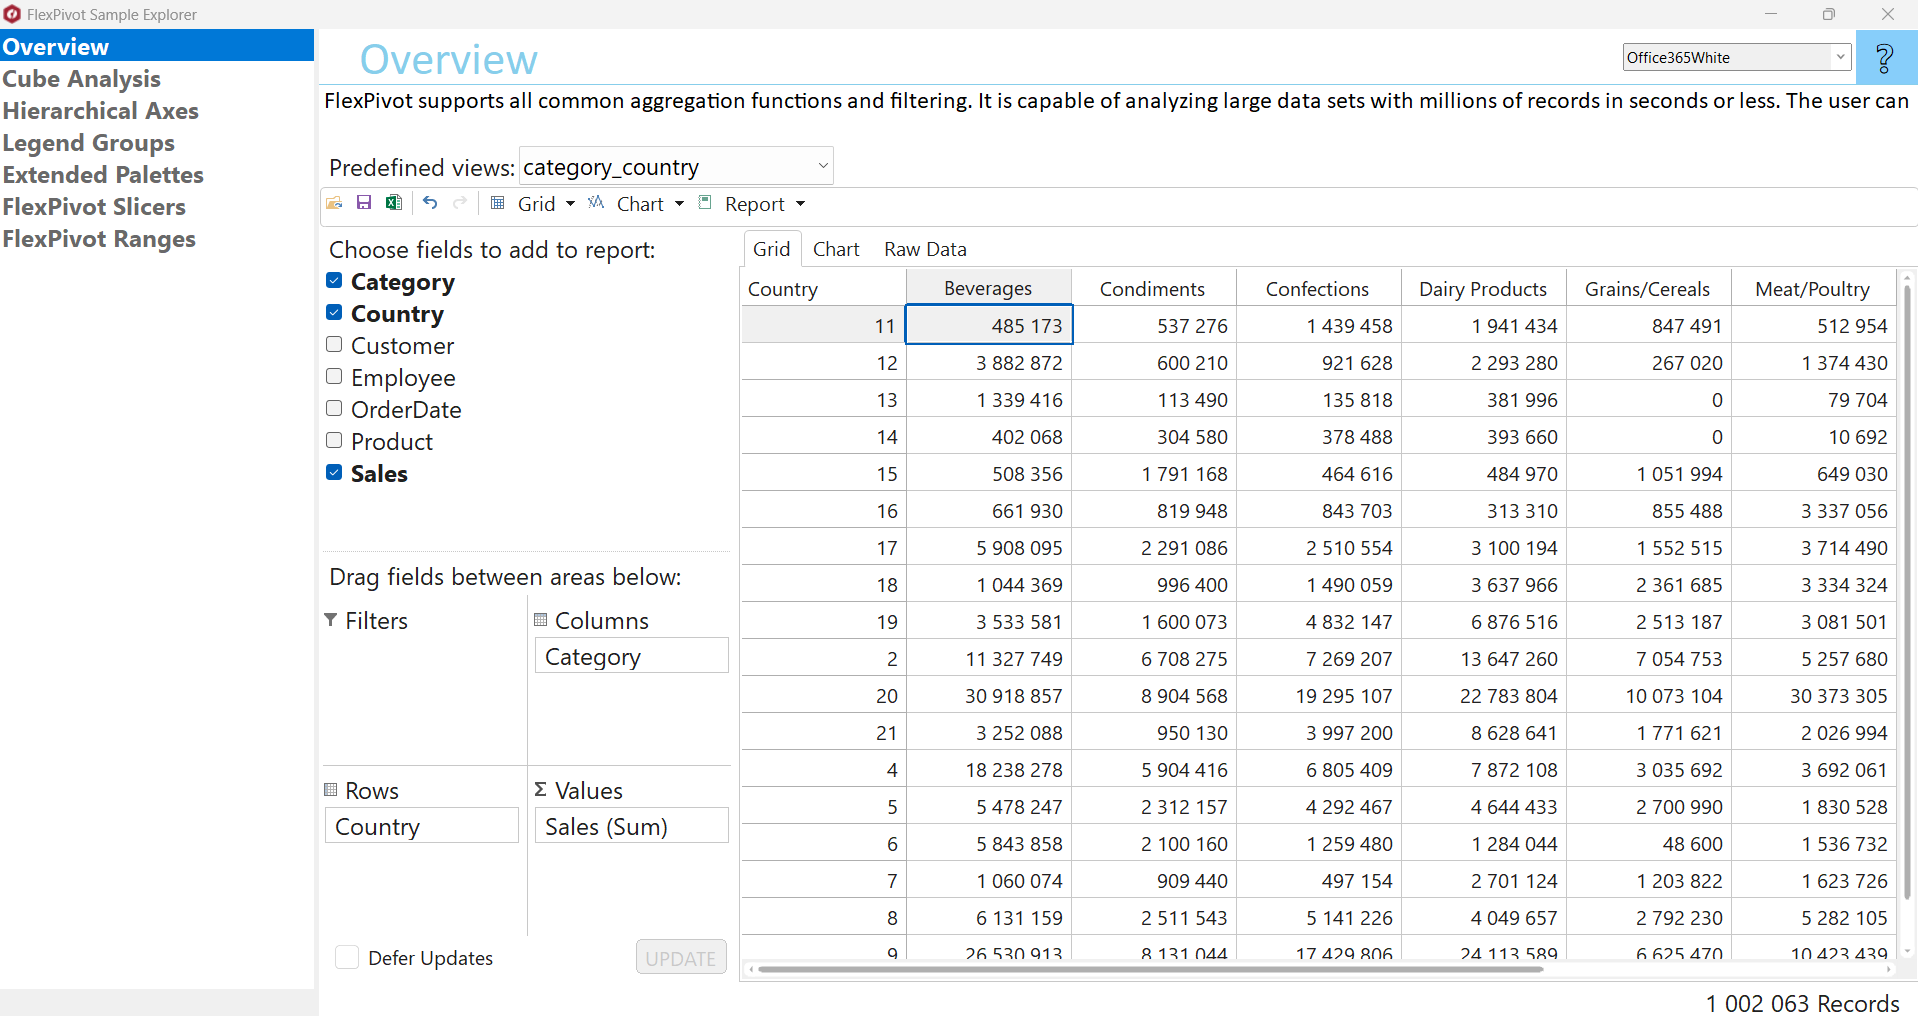 FlexPivot Sample Explorer
Overview
Cube Analysis
Hierarchical Axes
Legend Groups
Extended Palettes
FlexPivot Slicers
FlexPivot Ranges
Overview
Office365White
?
FlexPivot supports all common aggregation functions and filtering. It is capable of analyzing large data sets with millions of records in seconds or less. The user can
Predefined views: category_country
Grid Chart Report
Choose fields to add to report:
Category
Country
Customer
Employee
OrderDate
Product
Sales
Drag fields between areas below:
Filters
Columns
Category
Rows
Country
Σ Values
Sales (Sum)
Defer Updates
UPDATE
Grid Chart Raw Data
Country Beverages Condiments Confections Dairy Products Grains/Cereals Meat/Poultry
11 485 173 537 276 1 439 458 1 941 434 847 491 512 954
12 3 882 872 600 210 921 628 2 293 280 267 020 1 374 430
13 1 339 416 113 490 135 818 381 996 0 79 704
14 402 068 304 580 378 488 393 660 0 10 692
15 508 356 1 791 168 464 616 484 970 1 051 994 649 030
16 661 930 819 948 843 703 313 310 855 488 3 337 056
17 5 908 095 2 291 086 2 510 554 3 100 194 1 552 515 3 714 490
18 1 044 369 996 400 1 490 059 3 637 966 2 361 685 3 334 324
19 3 533 581 1 600 073 4 832 147 6 876 516 2 513 187 3 081 501
2 11 327 749 6 708 275 7 269 207 13 647 260 7 054 753 5 257 680
20 30 918 857 8 904 568 19 295 107 22 783 804 10 073 104 30 373 305
21 3 252 088 950 130 3 997 200 8 628 641 1 771 621 2 026 994
4 18 238 278 5 904 416 6 805 409 7 872 108 3 035 692 3 692 061
5 5 478 247 2 312 157 4 292 467 4 644 433 2 700 990 1 830 528
6 5 843 858 2 100 160 1 259 480 1 284 044 48 600 1 536 732
7 1 060 074 909 440 497 154 2 701 124 1 203 822 1 623 726
8 6 131 159 2 511 543 5 141 226 4 049 657 2 792 230 5 282 105
9 26 530 913 8 131 044 17 429 806 24 113 589 6 625 470 10 423 439
1 002 063 Records